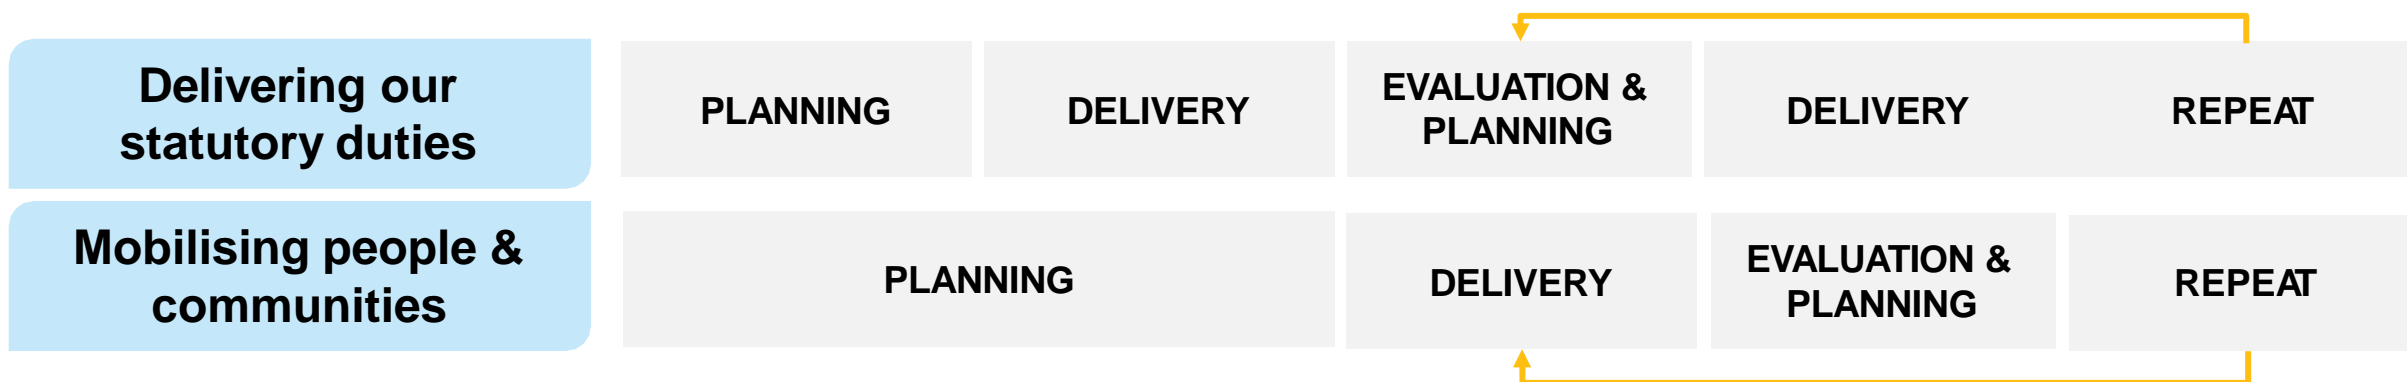 Delivering our
statutory duties
PLANNING
DELIVERY
EVALUATION &
PLANNING
DELIVERY
REPEAT
Mobilising people &
communities
PLANNING
DELIVERY
EVALUATION &
PLANNING
REPEAT